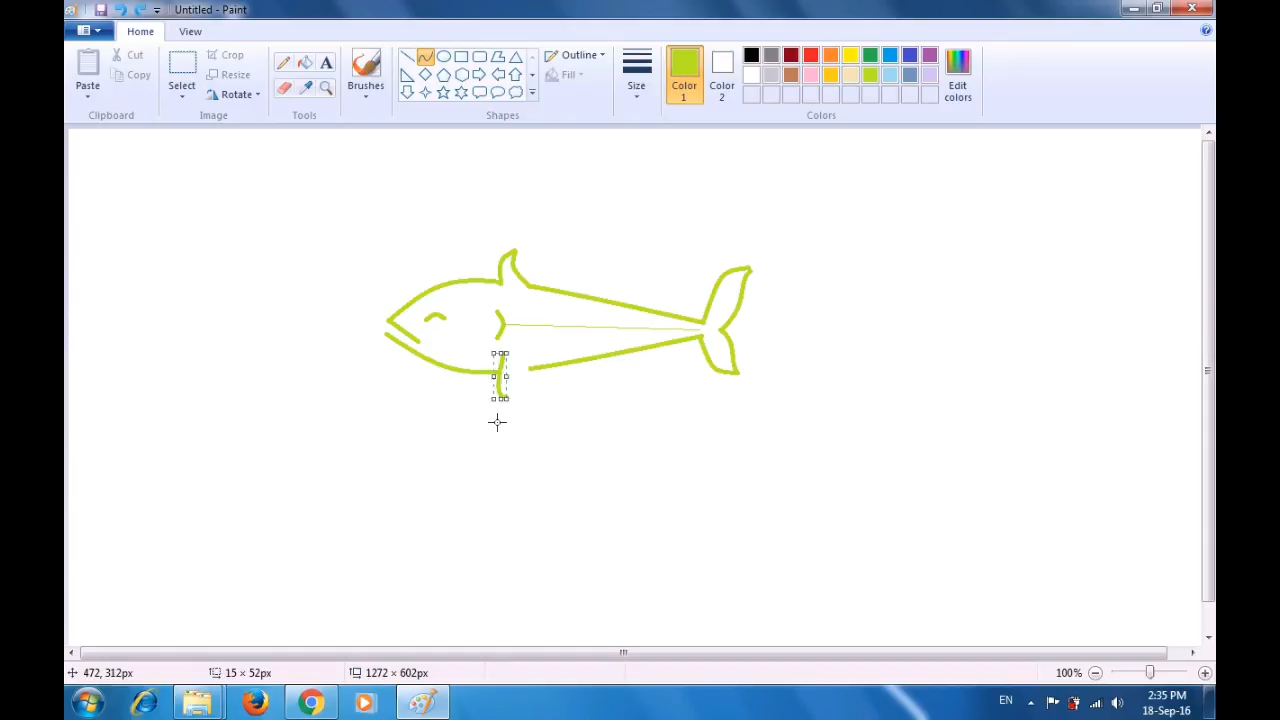 Untitled - Paint
Home View
Paste
Cut
Copy
Clipboard
Select
Crop
Resize
Rotate
Image
A
Tools
Brushes
Outline
Fill
Shapes
Size
Color 1
Color 2
Edit colors
Colors
472, 312px
15 × 52px
1272 × 602px
100%
EN
2:35 PM
18-Sep-16